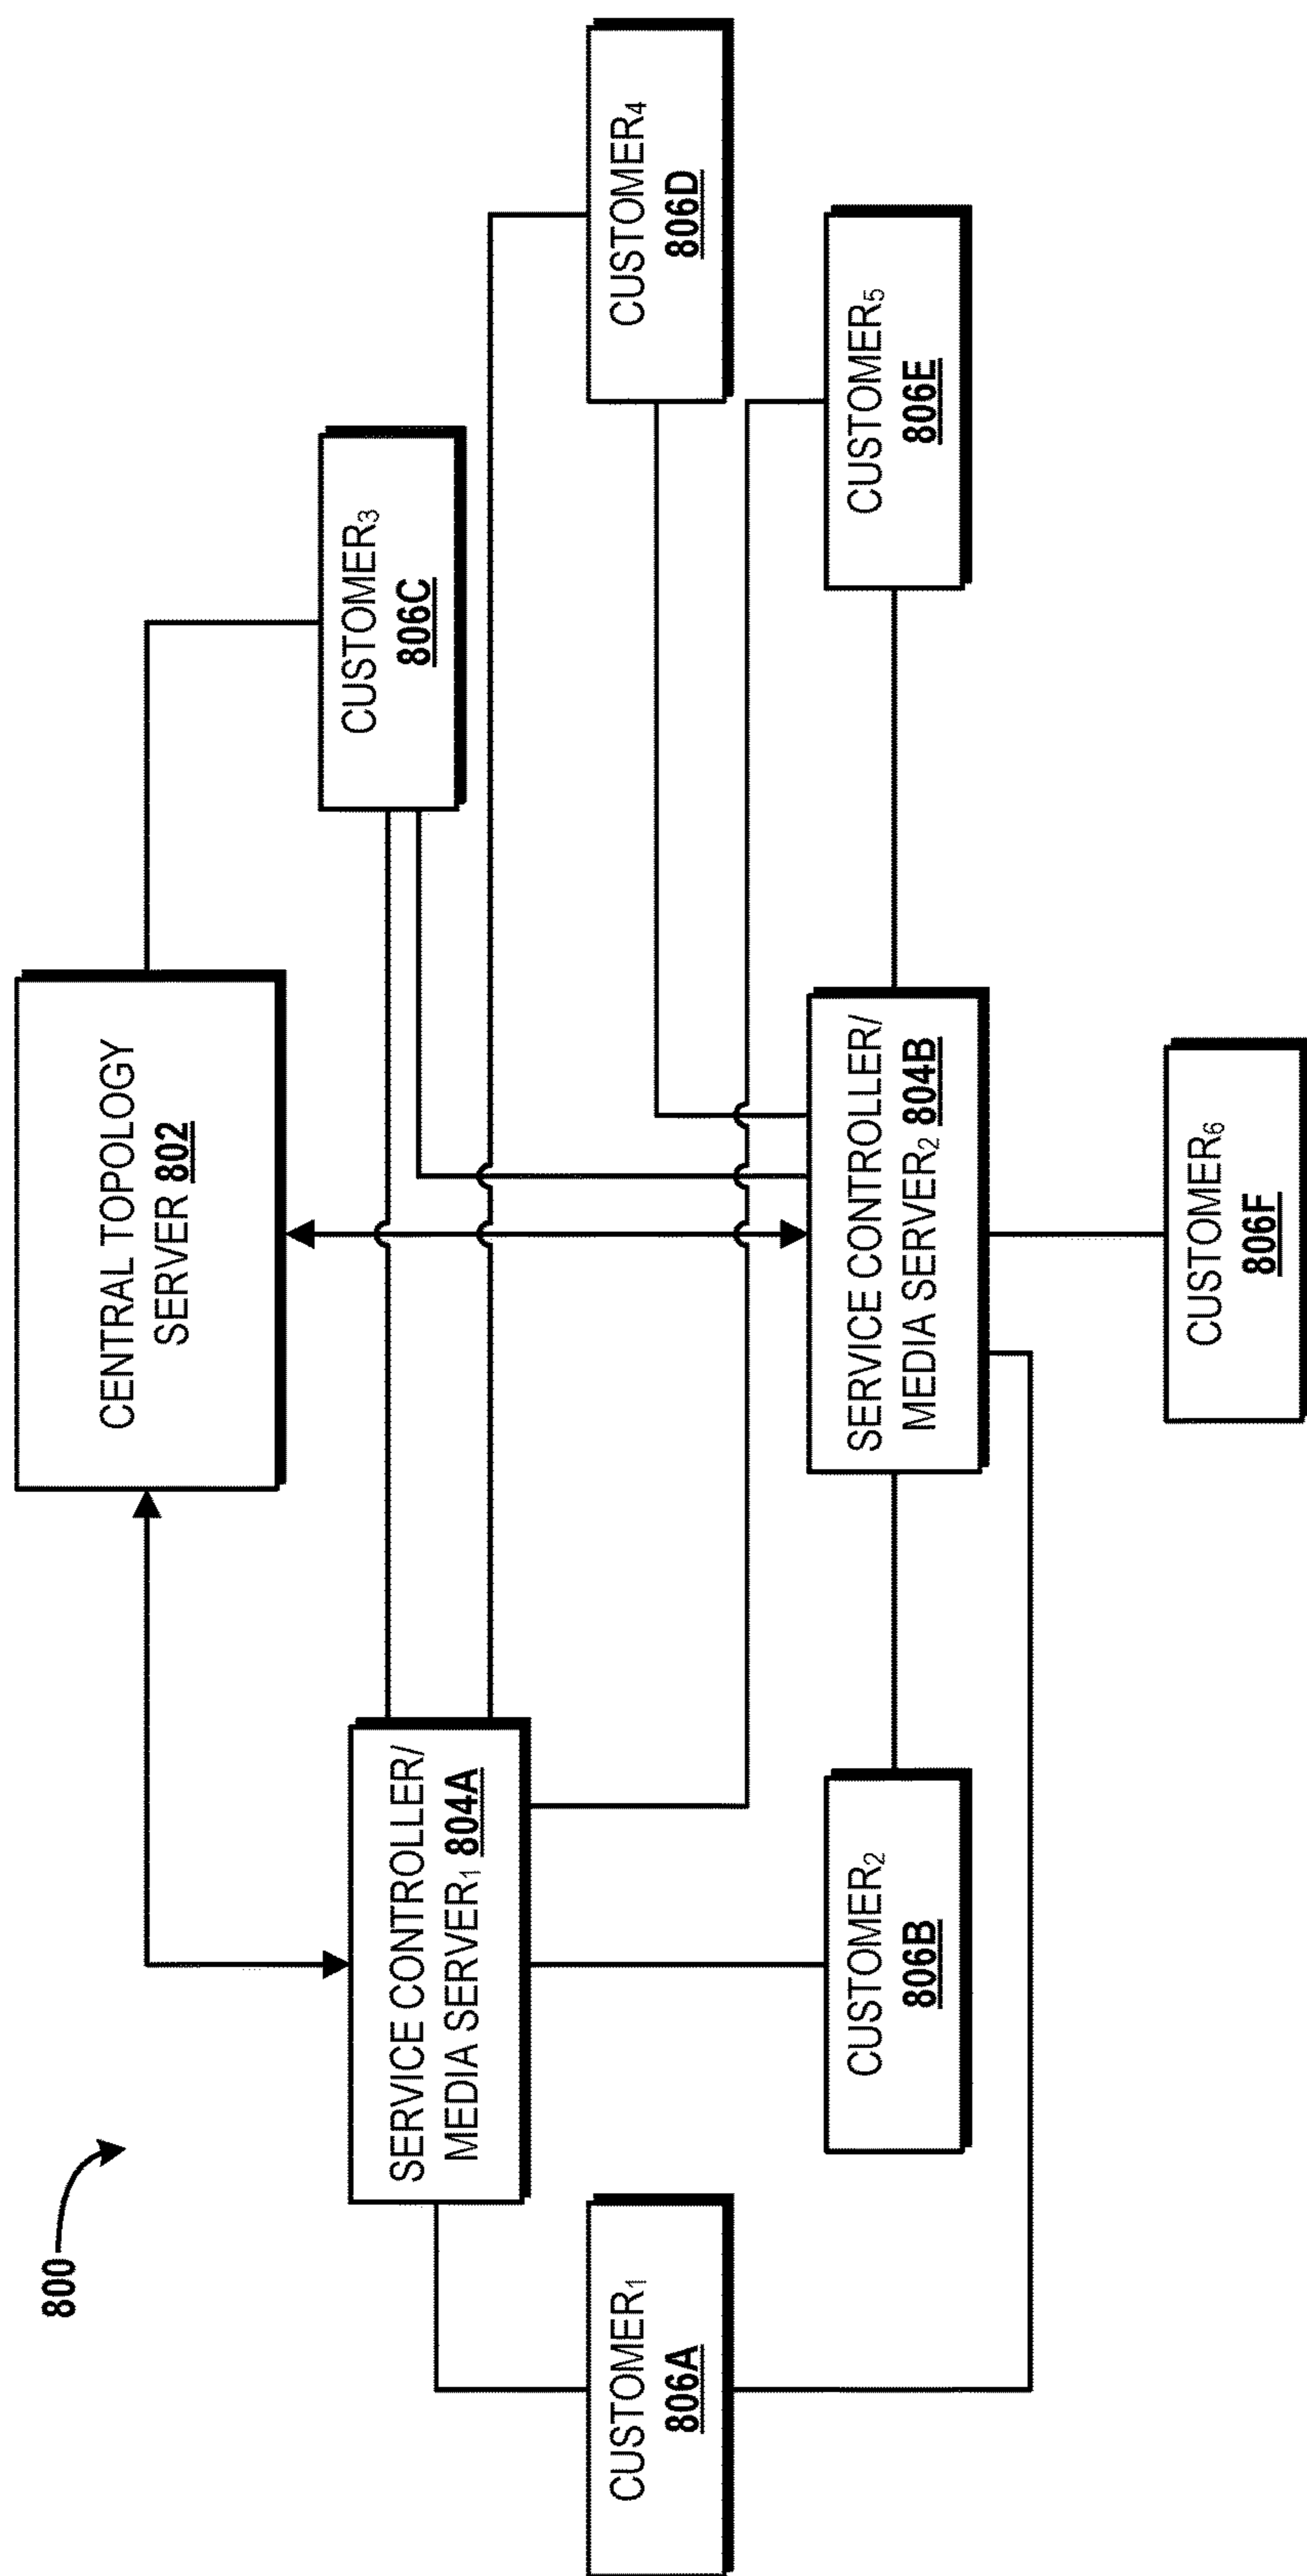 800
CENTRAL TOPOLOGY
SERVER 802
SERVICE CONTROLLER/
MEDIA SERVER₁ 804A
CUSTOMER₃
806C
CUSTOMER₁
806A
CUSTOMER₄
806D
CUSTOMER₂
806B
SERVICE CONTROLLER/
MEDIA SERVER₂ 804B
CUSTOMER₅
806E
CUSTOMER₆
806F